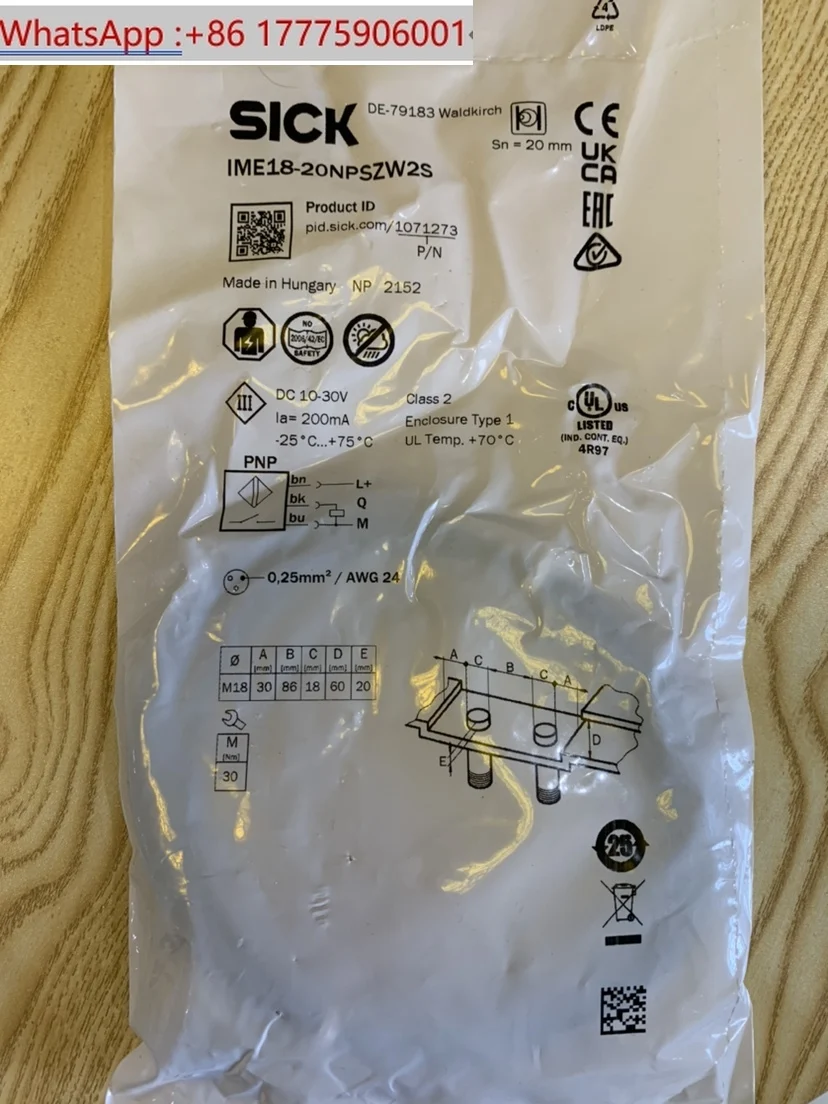 WhatsApp :+86 17775906001
4
LDPE
SICK
DE-79183 Waldkirch
Sn = 20 mm
CE
UK
CA
EAC
IME18-20NPSZW2S
Product ID
pid.sick.com/1071273
P/N
Made in Hungary NP 2152
NO
2006/42/EC
SAFETY
III
DC 10-30V
Ia= 200mA
-25°C...+75°C
Class 2
Enclosure Type 1
UL Temp. +70°C
C UL US
LISTED
(IND. CONT. EQ.)
4R97
PNP
bn L+
bk Q
bu M
0,25mm² / AWG 24
Ø A B C D E
[mm] [mm] [mm] [mm] [mm]
M18 30 86 18 60 20
M
[Nm]
30
A C B C A
D
E
25